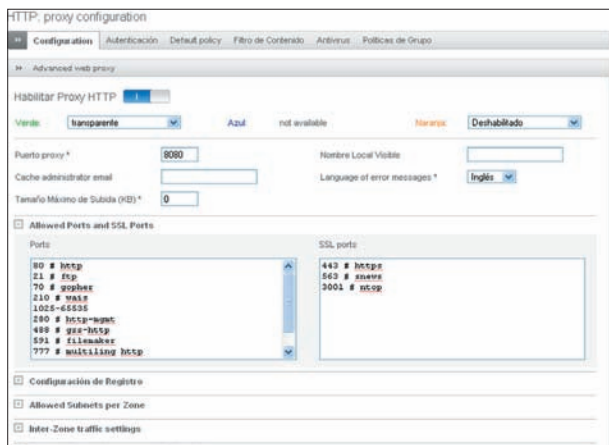 HTTP: proxy configuration
Configuration Autenticación Default policy Filtro de Contenido Antivirus Políticas de Grupo
Advanced web proxy
Habilitar Proxy HTTP
Verde: transparente Azul: not available Naranja: Deshabilitado
Puerto proxy * 8080 Nombre Local Visible
Cache administrator email Language of error messages * Inglés
Tamaño Máximo de Subida (KB) * 0
Allowed Ports and SSL Ports
Ports SSL ports
80 # http 443 # https
21 # ftp 563 # snews
70 # gopher 3001 # ntop
210 # wais
1025-65535
280 # http-mgmt
488 # gss-http
591 # filemaker
777 # multiling http
Configuración de Registro
Allowed Subnets per Zone
Inter-Zone traffic settings